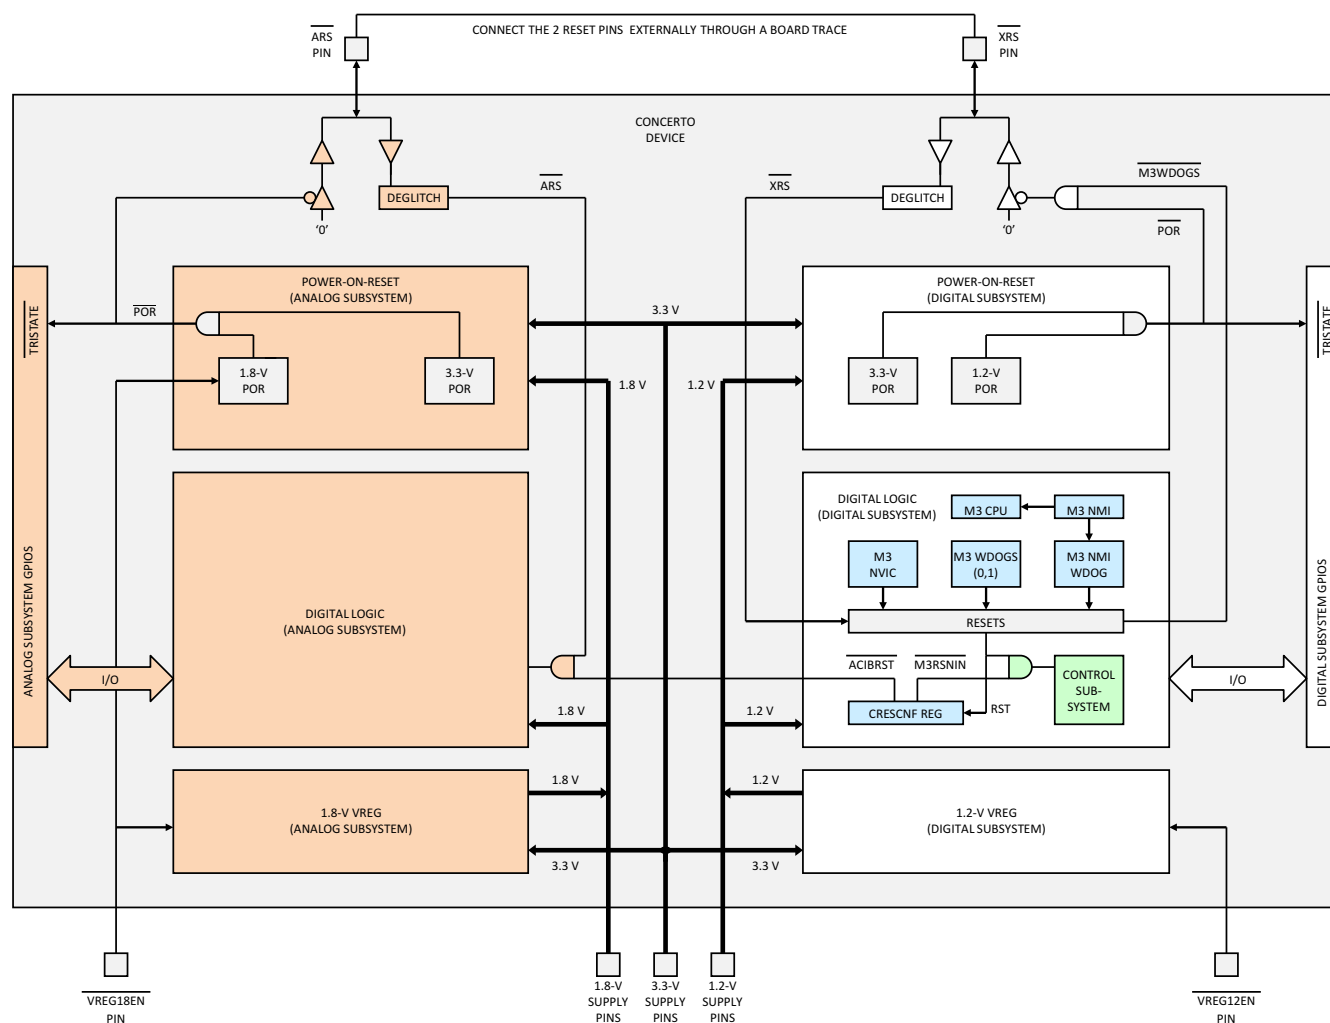 ARS
PIN
CONNECT THE 2 RESET PINS EXTERNALLY THROUGH A BOARD TRACE
XRS
PIN
CONCERTO
DEVICE
M3WDOGS
ARS
XRS
DEGLITCH
DEGLITCH
'0'
'0'
POR
POWER-ON-RESET
(ANALOG SUBSYSTEM)
POWER-ON-RESET
(DIGITAL SUBSYSTEM)
TRISTATE
POR
3.3 V
TRISTATE
1.8-V
POR
3.3-V
POR
1.8 V
1.2 V
3.3-V
POR
1.2-V
POR
DIGITAL LOGIC
(DIGITAL SUBSYSTEM)
M3 CPU
M3 NMI
M3
NVIC
M3 WDOGS
(0,1)
M3 NMI
WDOG
ANALOG SUBSYSTEM GPIOS
DIGITAL LOGIC
(ANALOG SUBSYSTEM)
RESETS
DIGITAL SUBSYSTEM GPIOS
ACIBRST
M3RSNIN
I/O
CONTROL
SUB-
SYSTEM
I/O
1.8 V
1.2 V
CRESCNF REG
RST
1.8 V
1.2 V
1.8-V VREG
(ANALOG SUBSYSTEM)
1.2-V VREG
(DIGITAL SUBSYSTEM)
3.3 V
3.3 V
VREG18EN
PIN
1.8-V
SUPPLY
PINS
3.3-V
SUPPLY
PINS
1.2-V
SUPPLY
PINS
VREG12EN
PIN